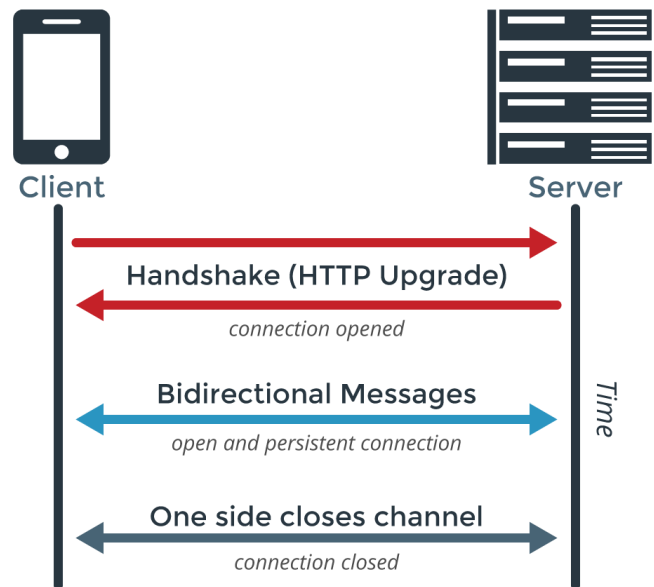 Client
Server
Handshake (HTTP Upgrade)
connection opened
Bidirectional Messages
open and persistent connection
Time
One side closes channel
connection closed